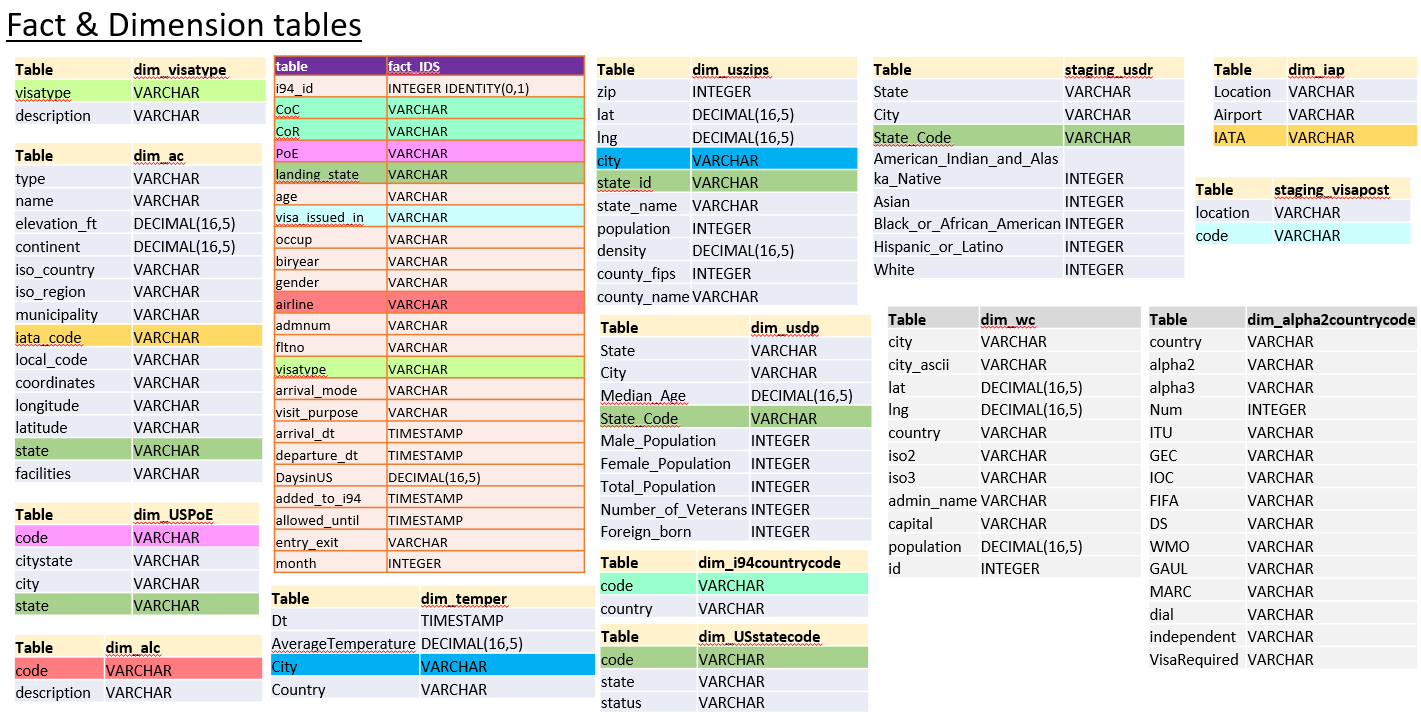 Fact & Dimension tables
Table dim_visatype
visatype VARCHAR
description VARCHAR
Table dim_ac
type VARCHAR
name VARCHAR
elevation_ft DECIMAL(16,5)
continent DECIMAL(16,5)
iso_country VARCHAR
iso_region VARCHAR
municipality VARCHAR
iata_code VARCHAR
local_code VARCHAR
coordinates VARCHAR
longitude VARCHAR
latitude VARCHAR
state VARCHAR
facilities VARCHAR
Table dim_USPoE
code VARCHAR
citystate VARCHAR
city VARCHAR
state VARCHAR
Table dim_alc
code VARCHAR
description VARCHAR
table fact_IDS
i94_id INTEGER IDENTITY(0,1)
CoC VARCHAR
CoR VARCHAR
PoE VARCHAR
landing_state VARCHAR
age VARCHAR
visa_issued_in VARCHAR
occup VARCHAR
biryear VARCHAR
gender VARCHAR
airline VARCHAR
admnum VARCHAR
fltno VARCHAR
visatype VARCHAR
arrival_mode VARCHAR
visit_purpose VARCHAR
arrival_dt TIMESTAMP
departure_dt TIMESTAMP
DaysinUS DECIMAL(16,5)
added_to_i94 TIMESTAMP
allowed_until TIMESTAMP
entry_exit VARCHAR
month INTEGER
Table dim_temper
Dt TIMESTAMP
AverageTemperature DECIMAL(16,5)
City VARCHAR
Country VARCHAR
Table dim_uszips
zip INTEGER
lat DECIMAL(16,5)
lng DECIMAL(16,5)
city VARCHAR
state_id VARCHAR
state_name VARCHAR
population INTEGER
density DECIMAL(16,5)
county_fips INTEGER
county_name VARCHAR
Table dim_usdp
State VARCHAR
City VARCHAR
Median_Age DECIMAL(16,5)
State_Code VARCHAR
Male_Population INTEGER
Female_Population INTEGER
Total_Population INTEGER
Number_of_Veterans INTEGER
Foreign_born INTEGER
Table dim_i94countrycode
code VARCHAR
country VARCHAR
Table dim_USstatecode
code VARCHAR
state VARCHAR
status VARCHAR
Table staging_usdr
State VARCHAR
City VARCHAR
State_Code VARCHAR
American_Indian_and_Alas
ka_Native INTEGER
Asian INTEGER
Black_or_African_American INTEGER
Hispanic_or_Latino INTEGER
White INTEGER
Table dim_iap
Location VARCHAR
Airport VARCHAR
IATA VARCHAR
Table staging_visapost
location VARCHAR
code VARCHAR
Table dim_wc
city VARCHAR
city_ascii VARCHAR
lat DECIMAL(16,5)
lng DECIMAL(16,5)
country VARCHAR
iso2 VARCHAR
iso3 VARCHAR
admin_name VARCHAR
capital VARCHAR
population DECIMAL(16,5)
id INTEGER
Table dim_alpha2countrycode
country VARCHAR
alpha2 VARCHAR
alpha3 VARCHAR
Num INTEGER
ITU VARCHAR
GEC VARCHAR
IOC VARCHAR
FIFA VARCHAR
DS VARCHAR
WMO VARCHAR
GAUL VARCHAR
MARC VARCHAR
dial VARCHAR
independent VARCHAR
VisaRequired VARCHAR